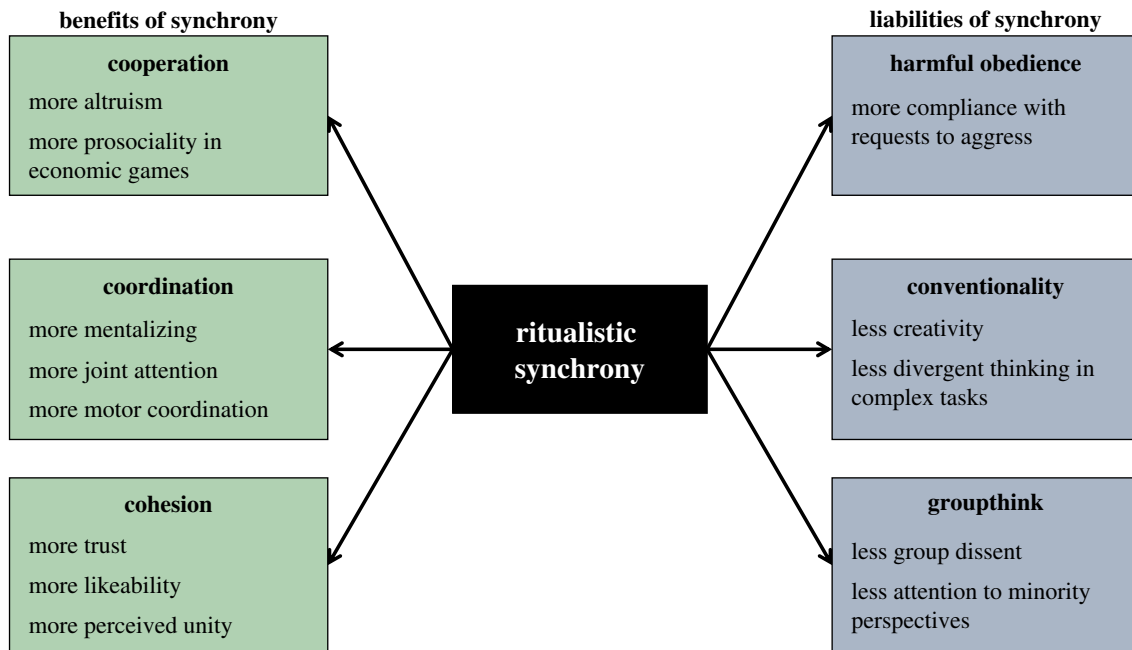 benefits of synchrony
cooperation
more altruism
more prosociality in
economic games
coordination
more mentalizing
more joint attention
more motor coordination
cohesion
more trust
more likeability
more perceived unity
ritualistic
synchrony
liabilities of synchrony
harmful obedience
more compliance with
requests to aggress
conventionality
less creativity
less divergent thinking in
complex tasks
groupthink
less group dissent
less attention to minority
perspectives